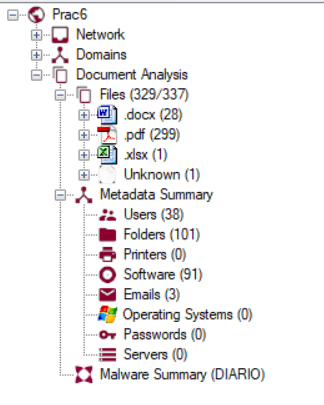 Prac6
Network
Domains
Document Analysis
Files (329/337)
.docx (28)
.pdf (299)
.xlsx (1)
Unknown (1)
Metadata Summary
Users (38)
Folders (101)
Printers (0)
Software (91)
Emails (3)
Operating Systems (0)
Passwords (0)
Servers (0)
Malware Summary (DIARIO)